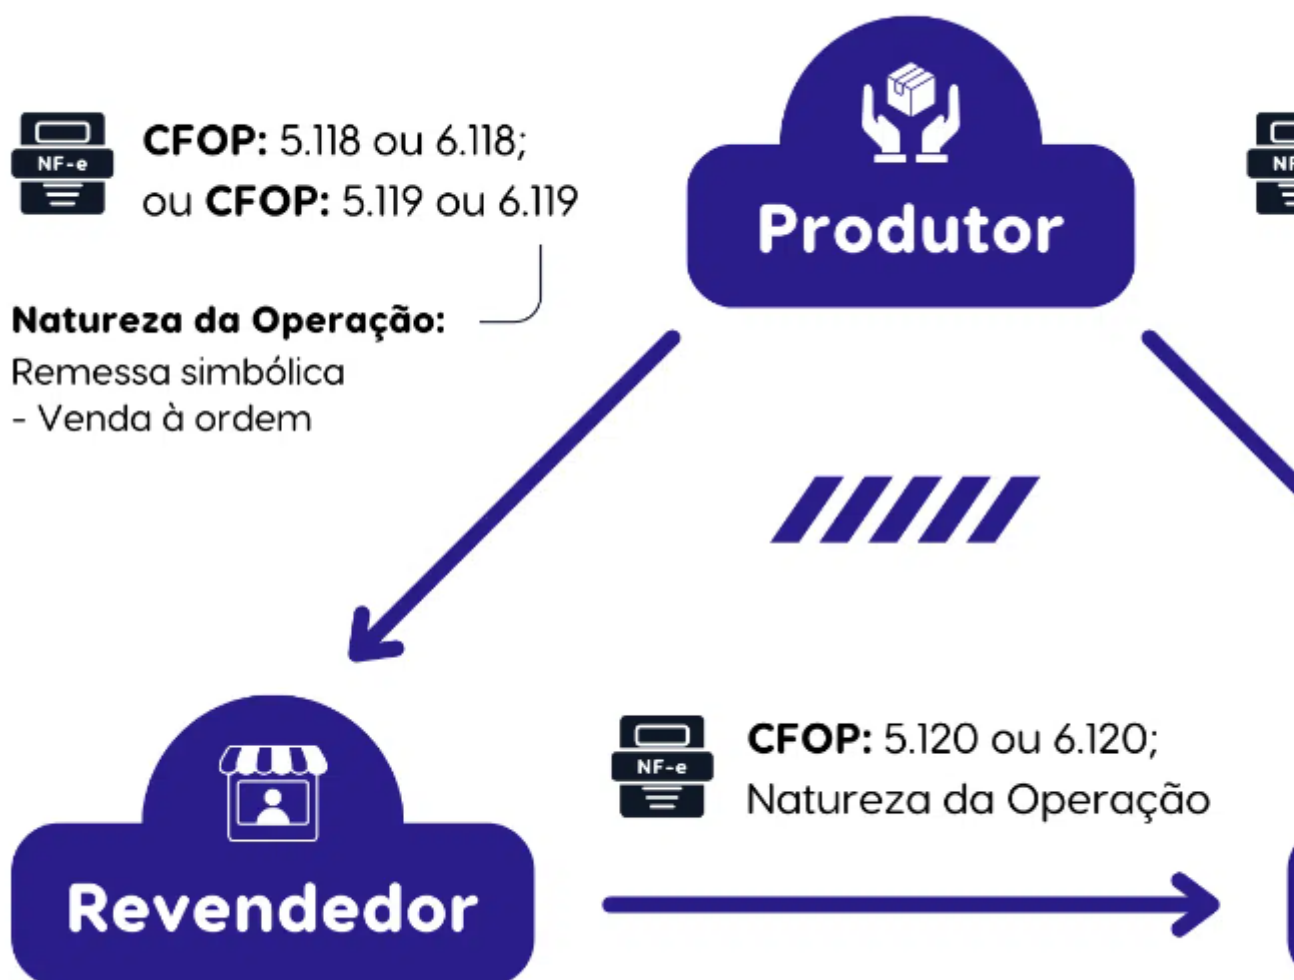 NF-e
CFOP: 5.118 ou 6.118;
ou CFOP: 5.119 ou 6.119
Natureza da Operação:
Remessa simbólica
- Venda à ordem
Produtor
NF-e
CFOP: 5.120 ou 6.120;
Natureza da Operação
Revendedor